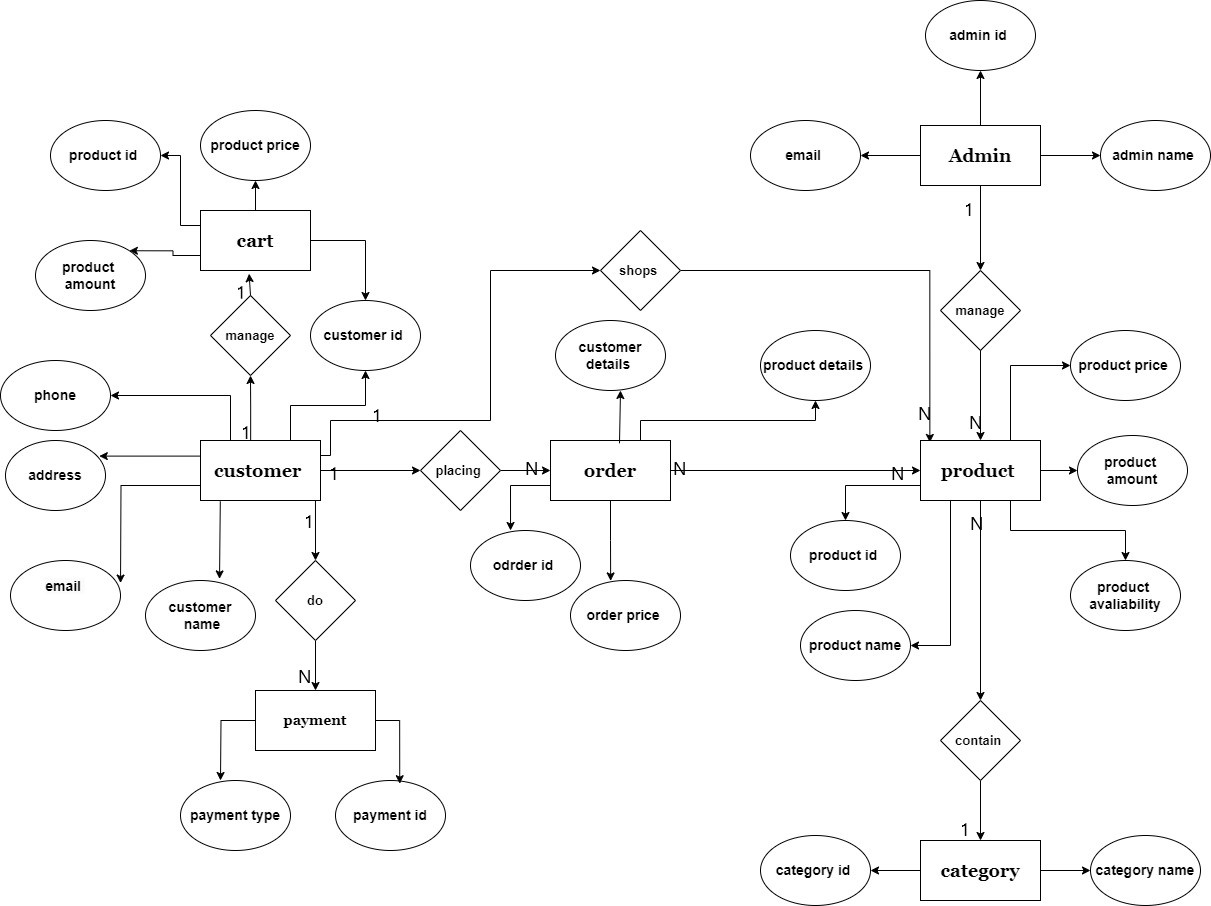 admin id
product price
product id
email
Admin
admin name
1
cart
product
amount
shops
1
manage
customer id
manage
customer
details
product details
product price
phone
1
N
N
1
customer
address
1
placing
N
order
N
N
product
product
amount
1
N
odrder id
product id
email
customer
name
do
order price
product
avaliability
product name
N
payment
contain
payment type
payment id
1
category id
category
category name